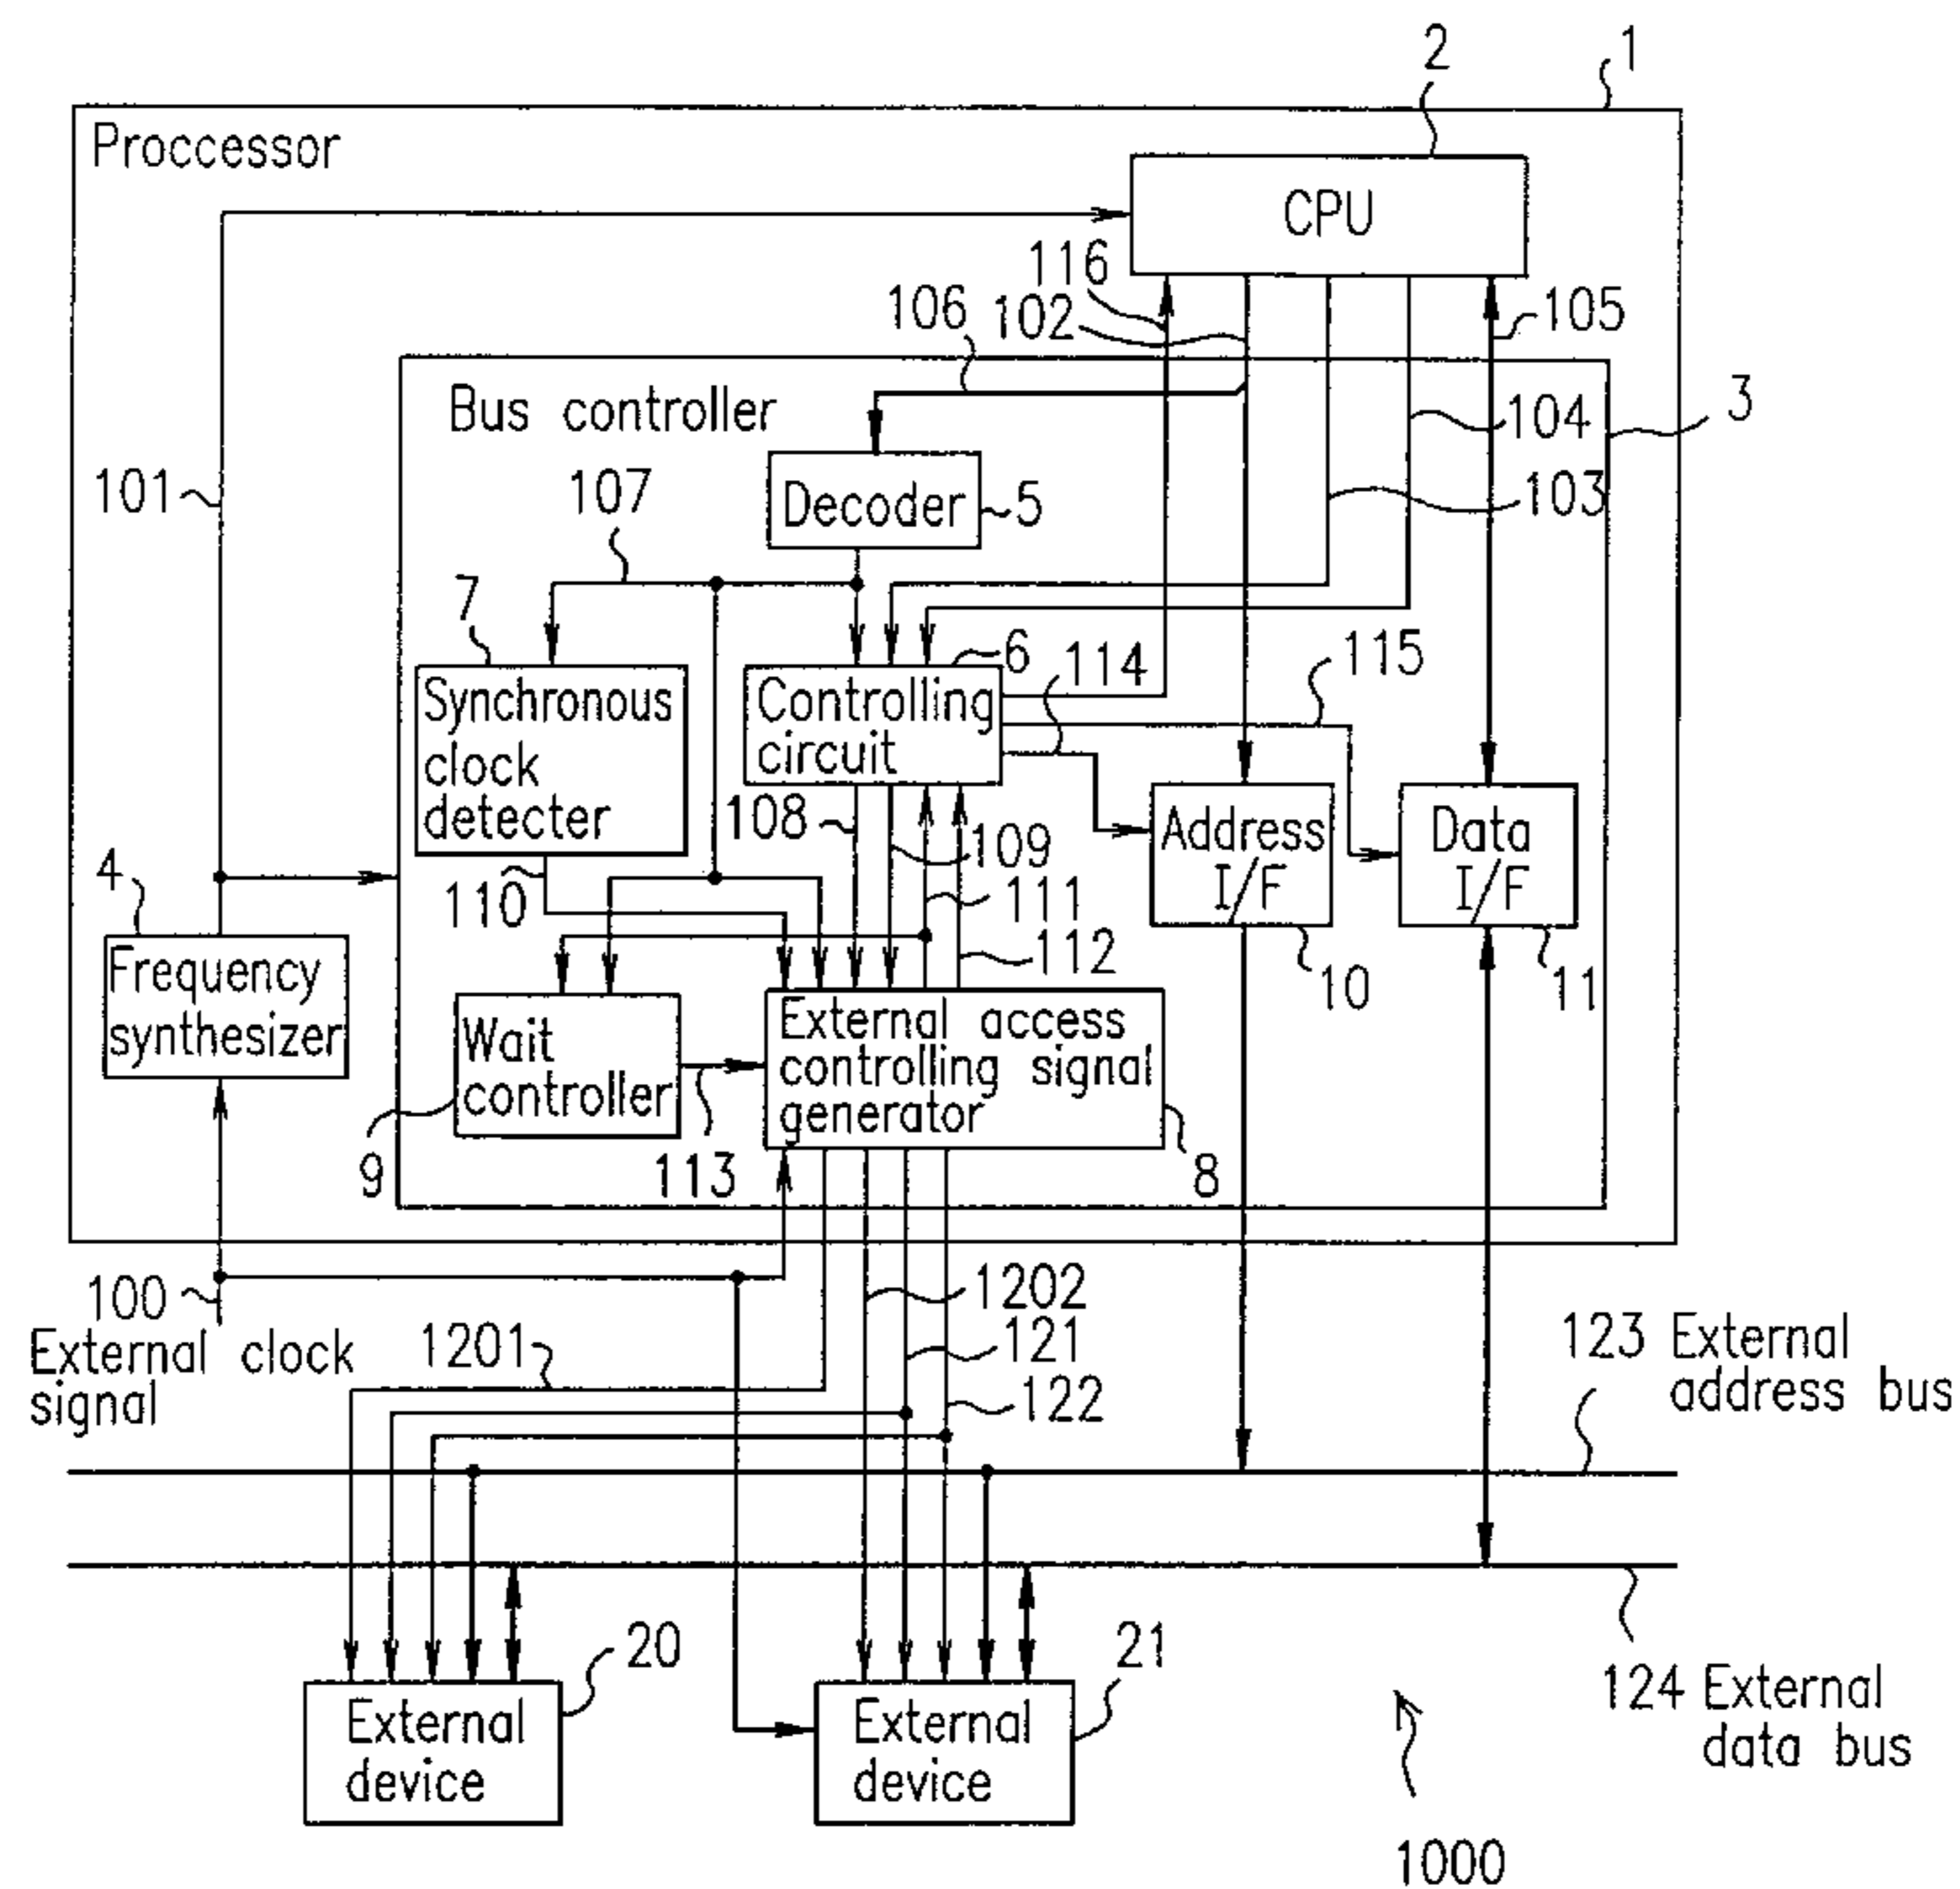 2
1
Proccessor
CPU
116
106
102
105
Bus controller
104
3
101
107
Decoder
5
103
7
6
114
115
Synchronous
clock
detecter
Controlling
circuit
108
109
Address
I/F
Data
I/F
4
110
111
112
10
11
Frequency
synthesizer
Wait
controller
External access
controlling signal
generator
9
113
8
100
External clock
signal
1202
1201
121
122
123 External
address bus
20
21
124 External
data bus
External
device
External
device
1000